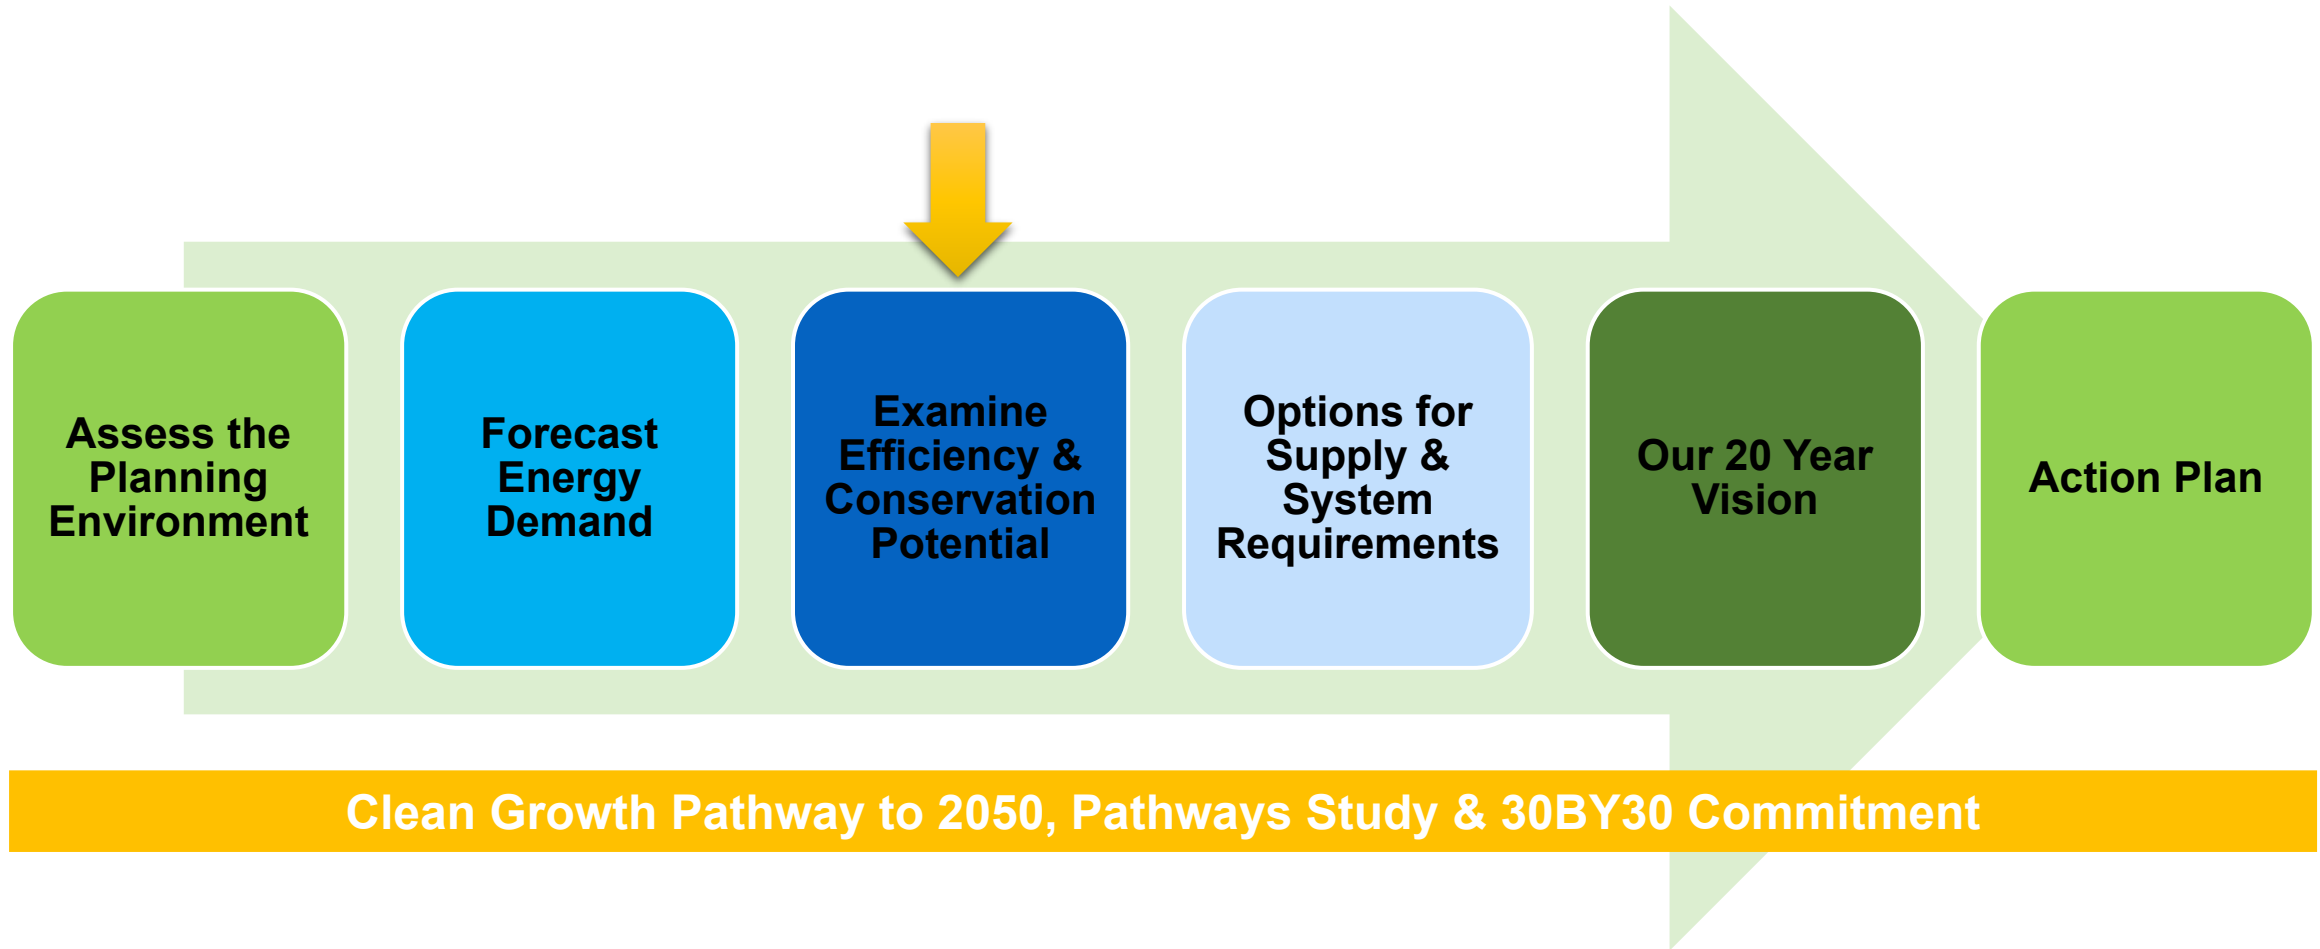 Assess the
Planning
Environment
Forecast
Energy
Demand
Examine
Efficiency &
Conservation
Potential
Options for
Supply &
System
Requirements
Our 20 Year
Vision
Action Plan
Clean Growth Pathway to 2050, Pathways Study & 30BY30 Commitment